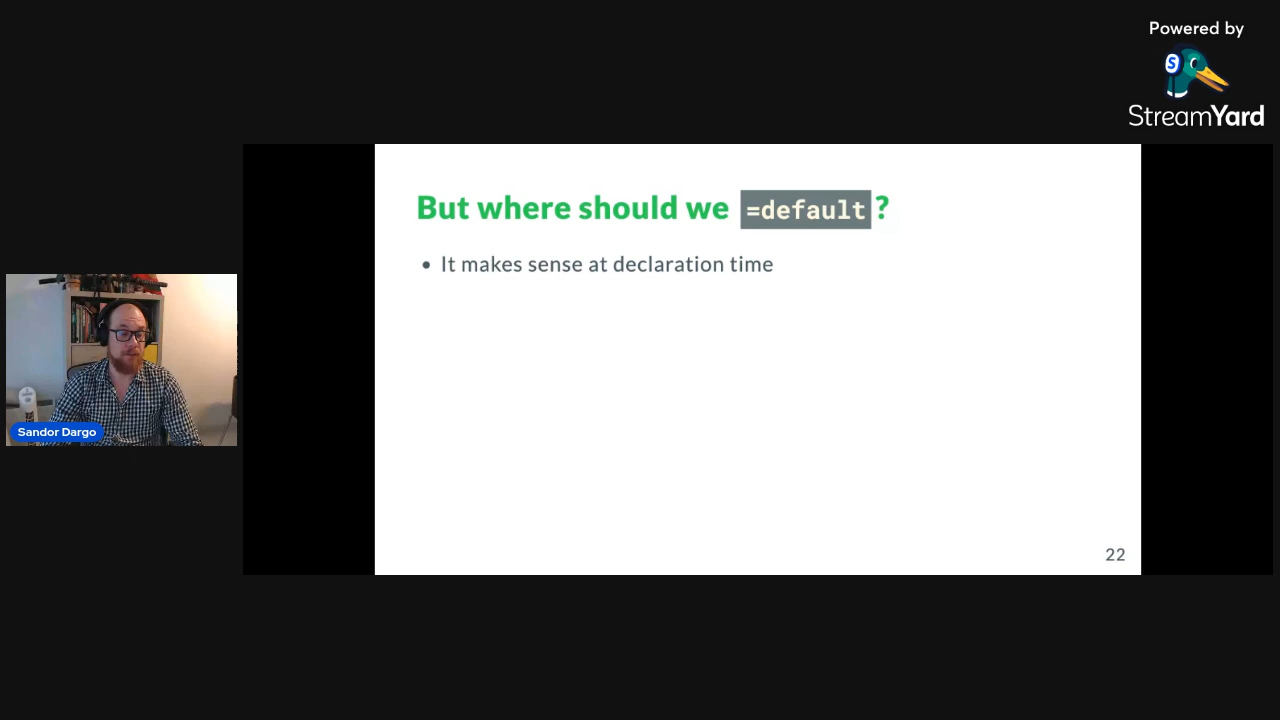 Powered by
S
StreamYard
But where should we =default ?
• It makes sense at declaration time
Sandor Dargo
22